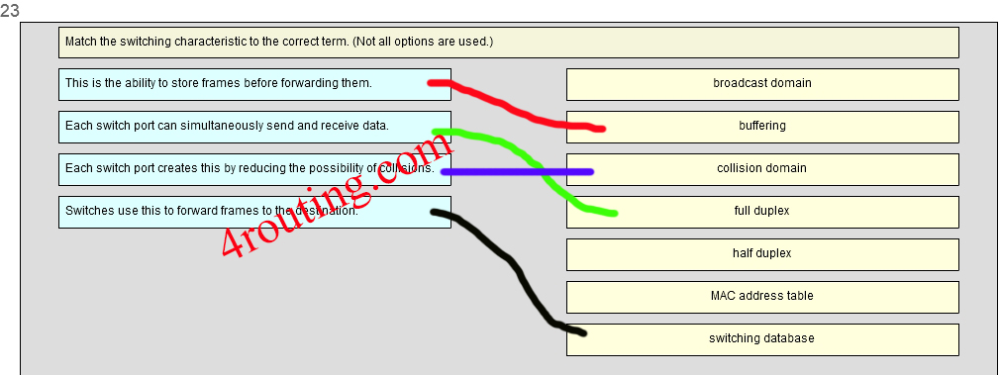 23
Match the switching characteristic to the correct term. (Not all options are used.)
This is the ability to store frames before forwarding them.
Each switch port can simultaneously send and receive data.
Each switch port creates this by reducing the possibility of collisions.
Switches use this to forward frames to the destination.
broadcast domain
buffering
collision domain
full duplex
half duplex
MAC address table
switching database
4routing.com